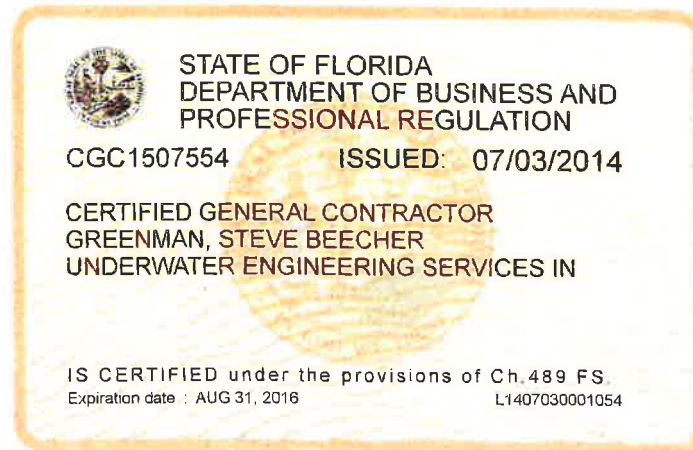 STATE OF FLORIDA
DEPARTMENT OF BUSINESS AND
PROFESSIONAL REGULATION
CGC1507554 ISSUED: 07/03/2014
CERTIFIED GENERAL CONTRACTOR
GREENMAN, STEVE BEECHER
UNDERWATER ENGINEERING SERVICES IN
IS CERTIFIED under the provisions of Ch.489 FS.
Expiration date : AUG 31, 2016 L1407030001054